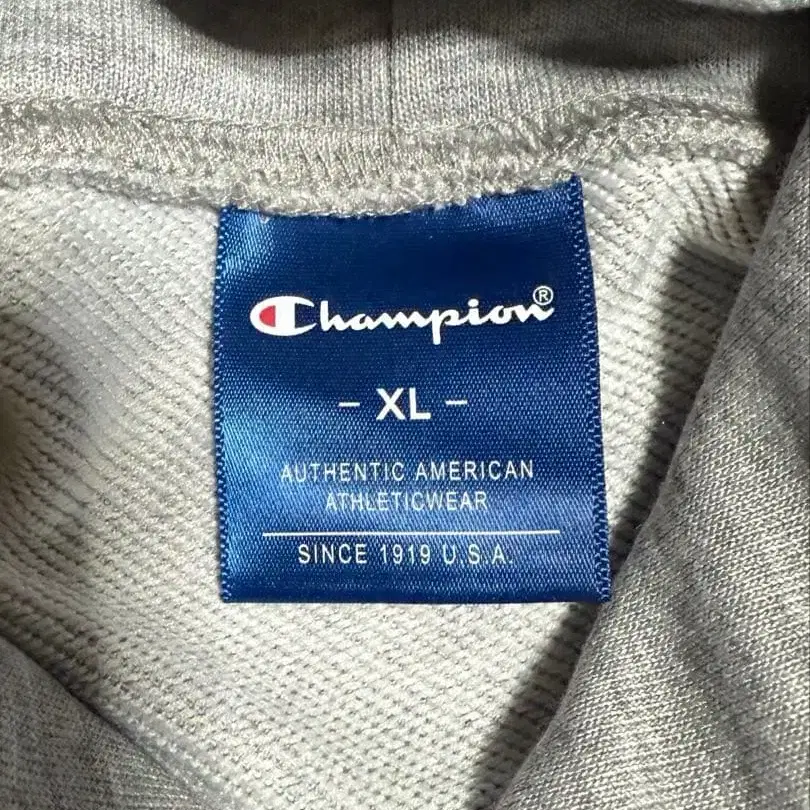 Champion®
- XL -
AUTHENTIC AMERICAN
ATHLETICWEAR
SINCE 1919 U.S.A.